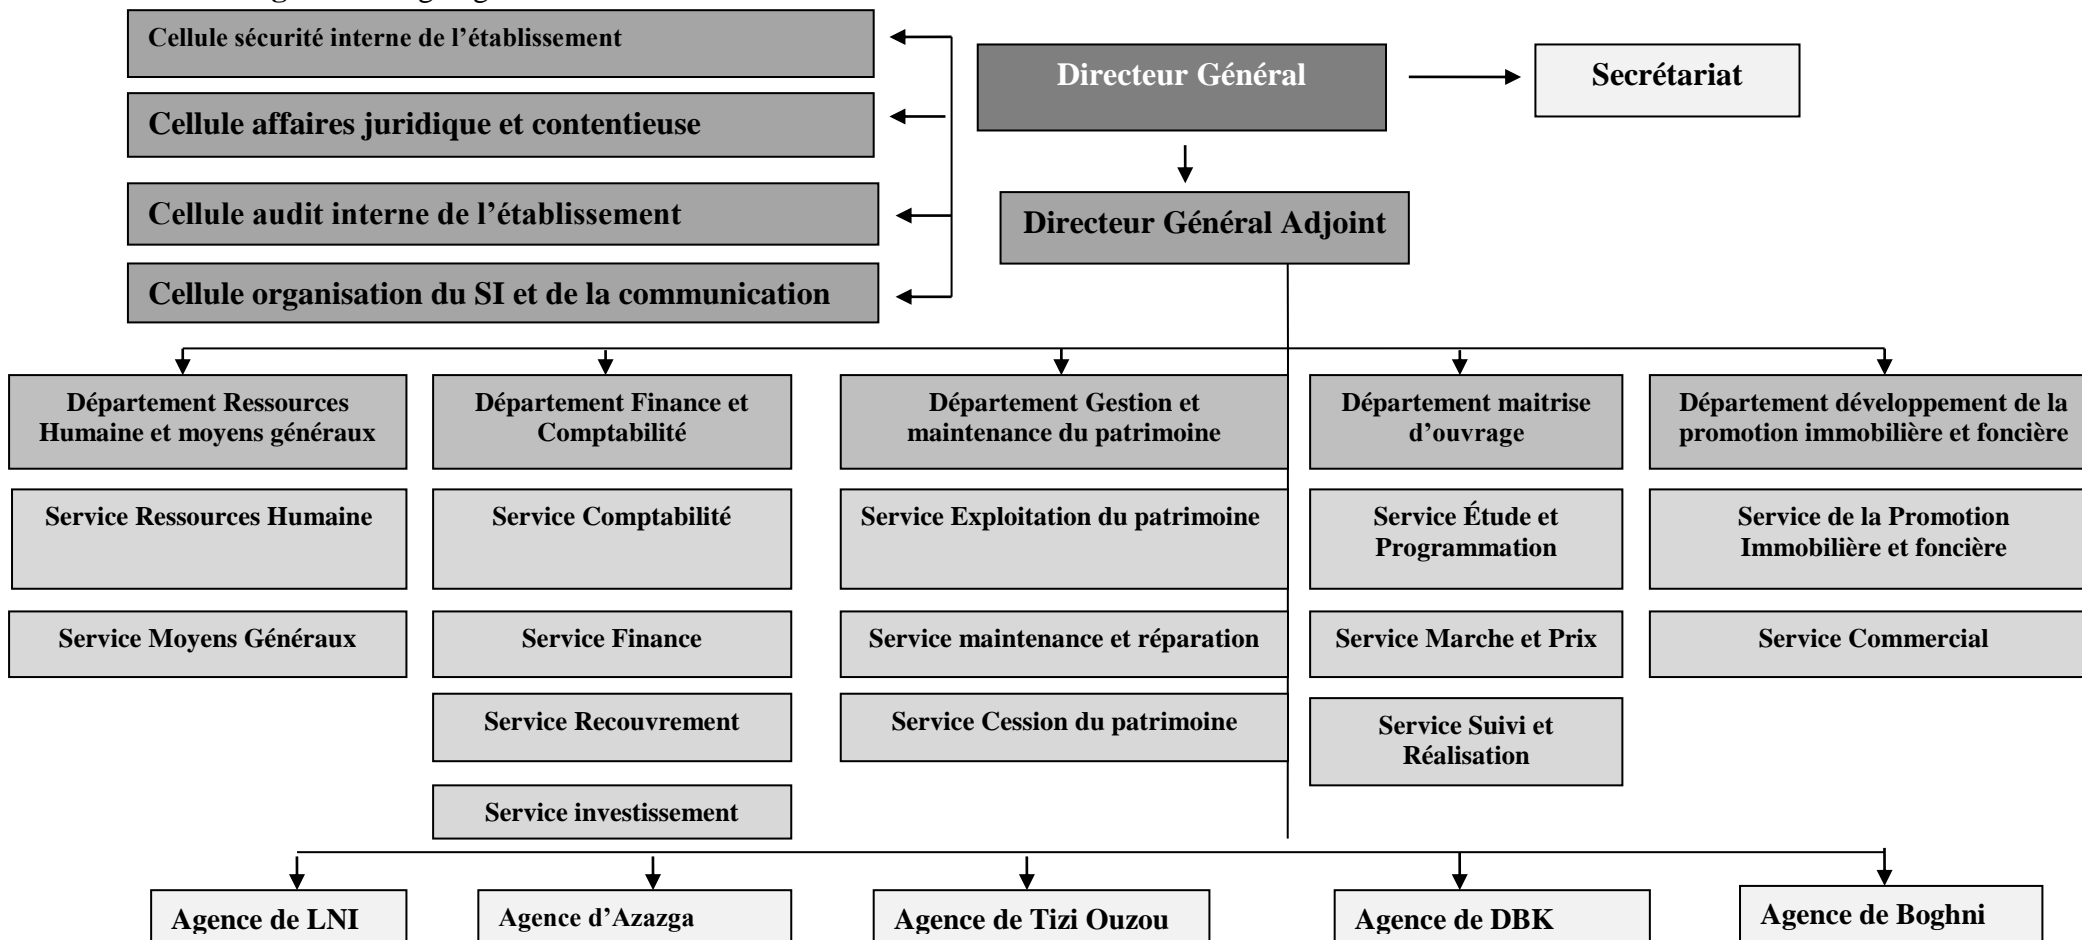 Cellule sécurité interne de l’établissement
Directeur Général
Secrétariat
Cellule affaires juridique et contentieuse
Cellule audit interne de l’établissement
Directeur Général Adjoint
Cellule organisation du SI et de la communication
Département Ressources
Humaine et moyens généraux
Département Finance et
Comptabilité
Département Gestion et
maintenance du patrimoine
Département maitrise
d’ouvrage
Département développement de la
promotion immobilière et foncière
Service Ressources Humaine
Service Comptabilité
Service Exploitation du patrimoine
Service Étude et
Programmation
Service de la Promotion
Immobilière et foncière
Service Moyens Généraux
Service Finance
Service maintenance et réparation
Service Marche et Prix
Service Commercial
Service Recouvrement
Service Cession du patrimoine
Service Suivi et
Réalisation
Service investissement
Agence de LNI
Agence d’Azazga
Agence de Tizi Ouzou
Agence de DBK
Agence de Boghni